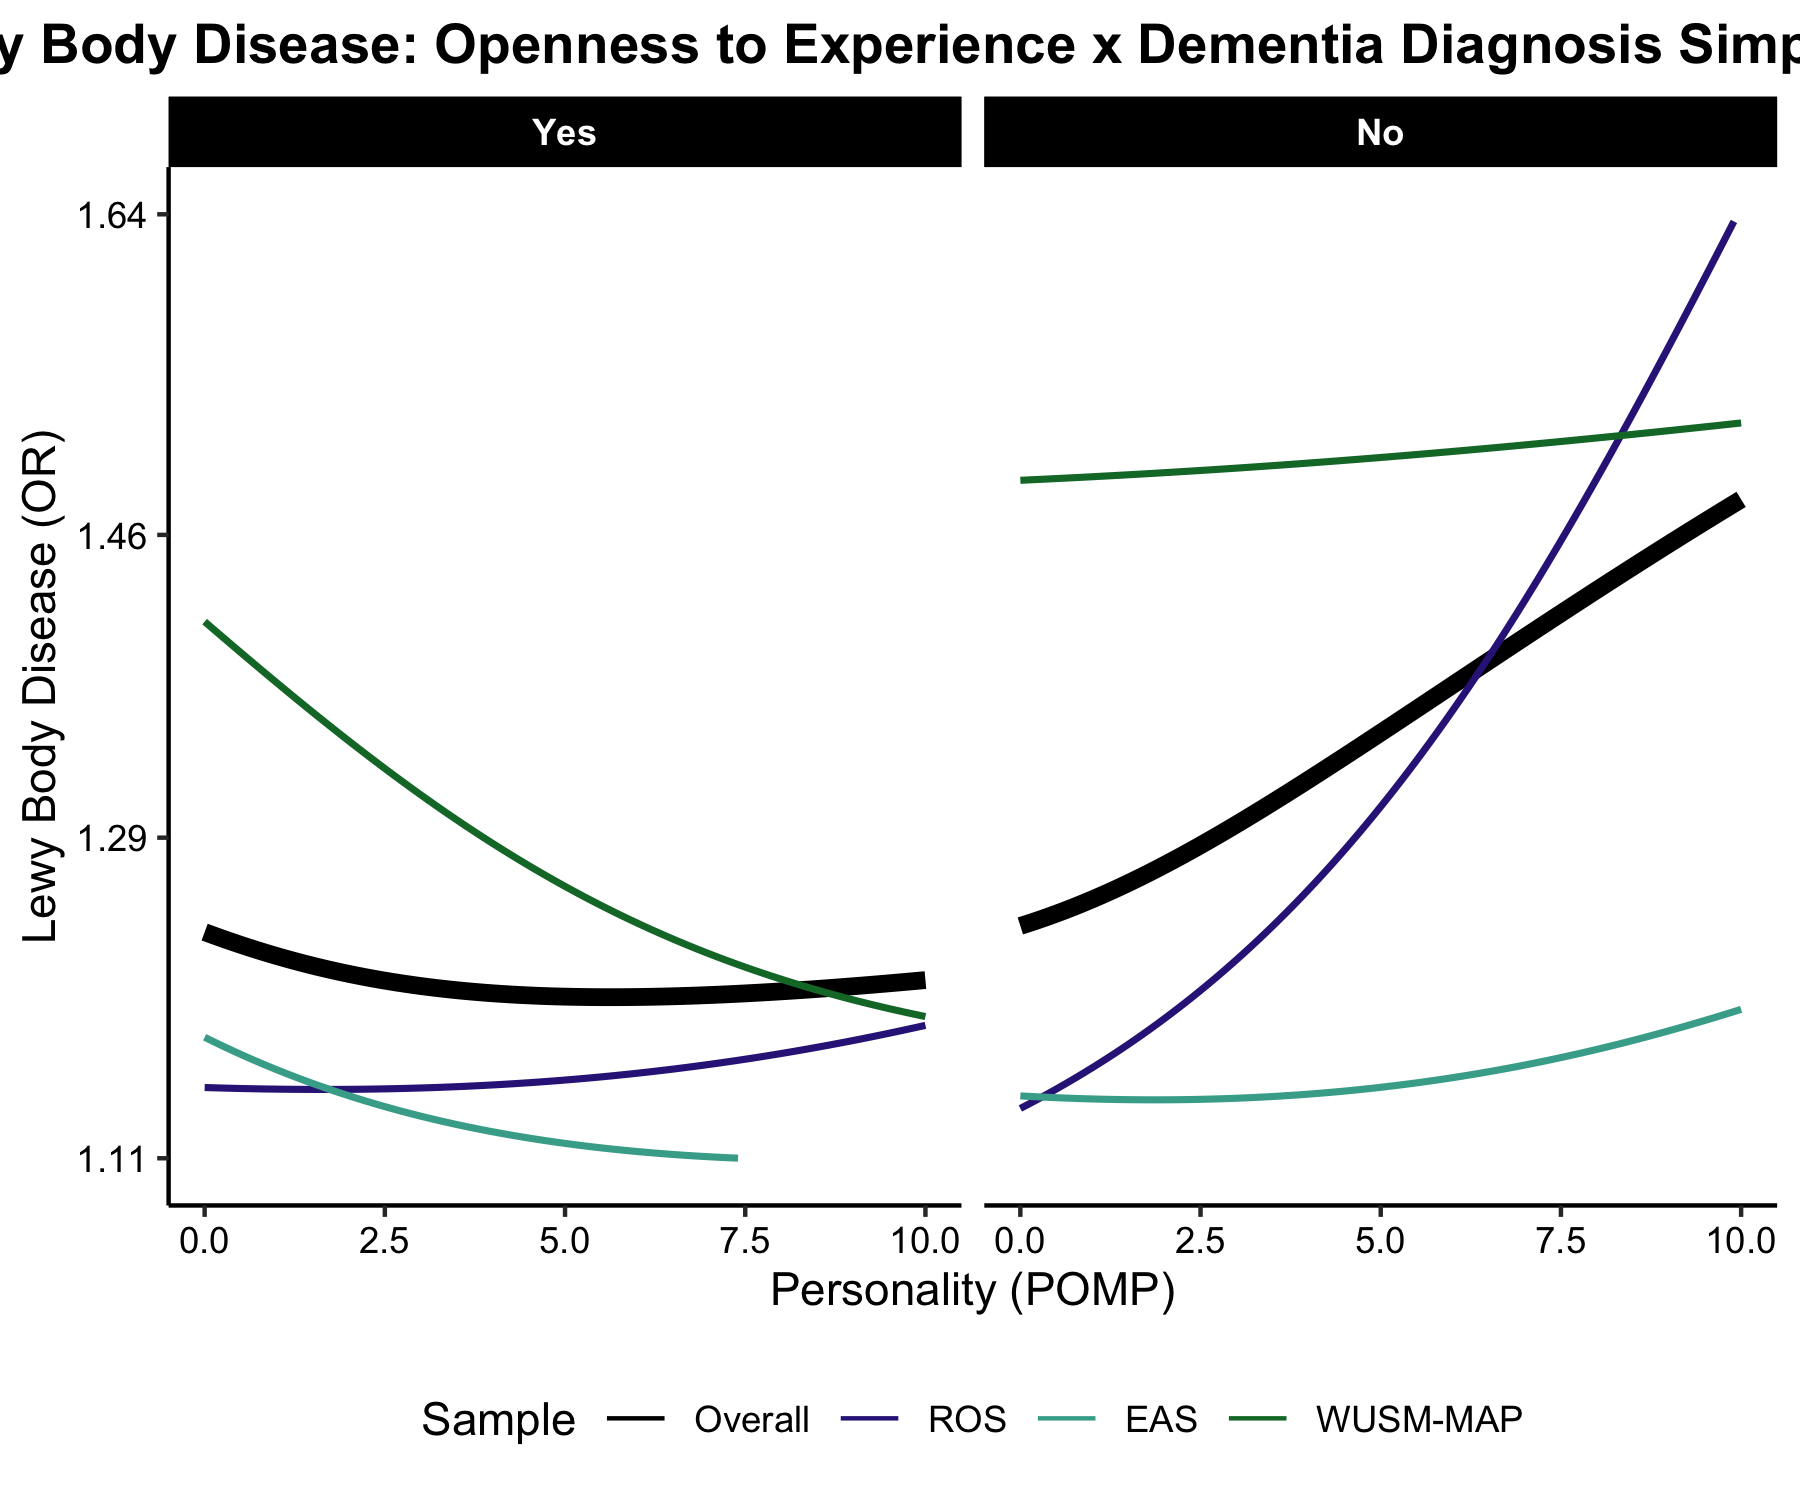 y Body Disease: Openness to Experience x Dementia Diagnosis Simp
Yes
No
Lewy Body Disease (OR)
1.64
1.46
1.29
1.11
0.0 2.5 5.0 7.5 10.0 0.0 2.5 5.0 7.5 10.0
Personality (POMP)
Sample Overall ROS EAS WUSM-MAP